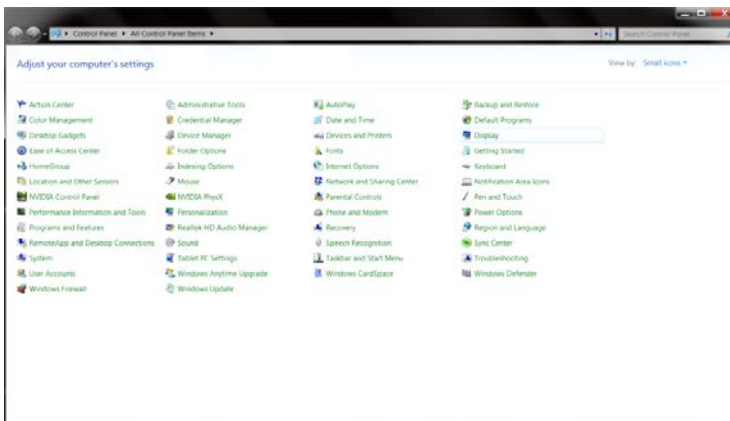 Control Panel ▸ All Control Panel Items ▸
Search Control Panel
Adjust your computer's settings
View by: Small icons
Action Center
Administrative Tools
AutoPlay
Backup and Restore
Color Management
Credential Manager
Date and Time
Default Programs
Desktop Gadgets
Device Manager
Devices and Printers
Display
Ease of Access Center
Folder Options
Fonts
Getting Started
HomeGroup
Indexing Options
Internet Options
Keyboard
Location and Other Sensors
Mouse
Network and Sharing Center
Notification Area Icons
NVIDIA Control Panel
NVIDIA PhysX
Parental Controls
Pen and Touch
Performance Information and Tools
Personalization
Phone and Modem
Power Options
Programs and Features
Realtek HD Audio Manager
Recovery
Region and Language
RemoteApp and Desktop Connections
Sound
Speech Recognition
Sync Center
System
Tablet PC Settings
Taskbar and Start Menu
Troubleshooting
User Accounts
Windows Anytime Upgrade
Windows CardSpace
Windows Defender
Windows Firewall
Windows Update